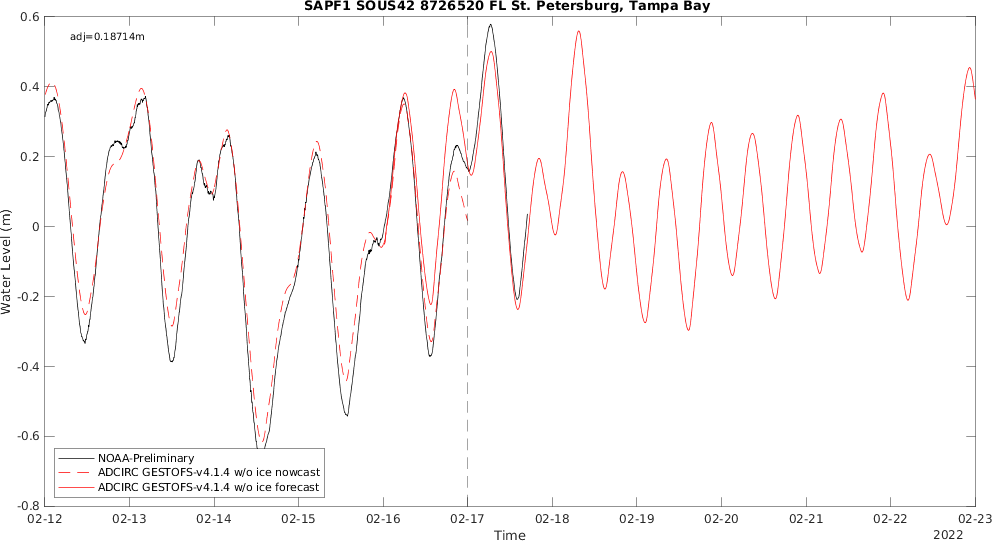 SAPF1 SOUS42 8726520 FL St. Petersburg, Tampa Bay
adj=0.18714m
0.6
0.4
0.2
0
-0.2
-0.4
-0.6
-0.8
Water Level (m)
NOAA-Preliminary
ADCIRC GESTOFS-v4.1.4 w/o ice nowcast
ADCIRC GESTOFS-v4.1.4 w/o ice forecast
02-12 02-13 02-14 02-15 02-16 02-17 02-18 02-19 02-20 02-21 02-22 02-23
Time
2022